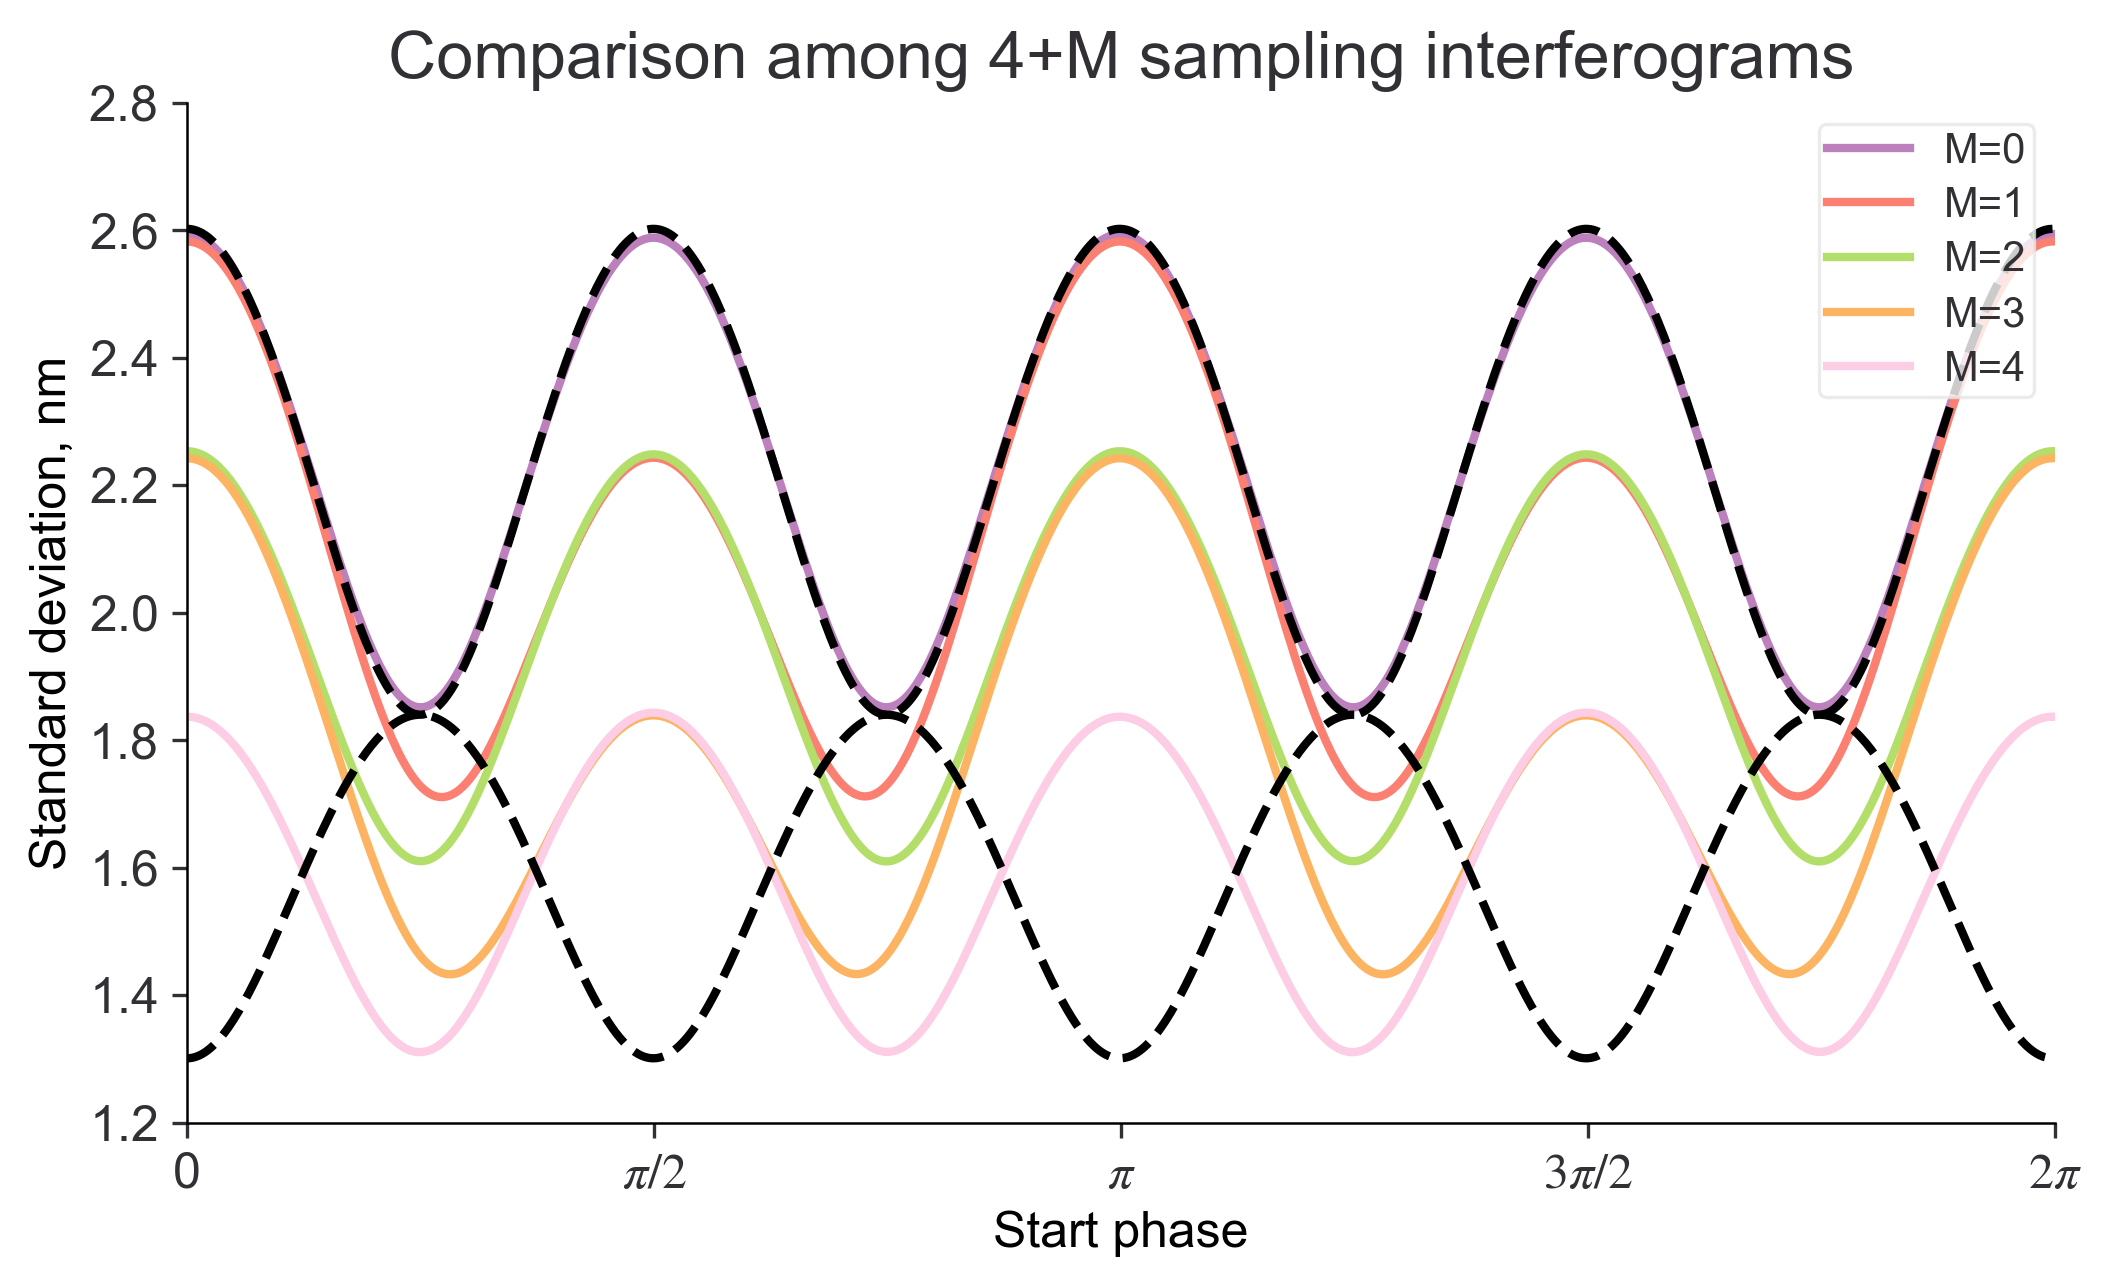 Comparison among 4+M sampling interferograms
2.8
2.6
2.4
2.2
2.0
1.8
1.6
1.4
1.2
Standard deviation, nm
M=0
M=1
M=2
M=3
M=4
0
π/2
π
3π/2
2π
Start phase